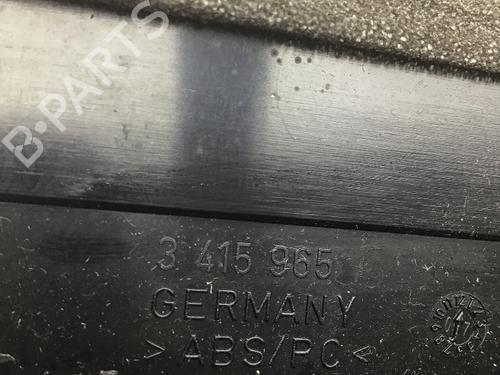 B-PARTS
3 415 965
GERMANY
>ABS/PC<